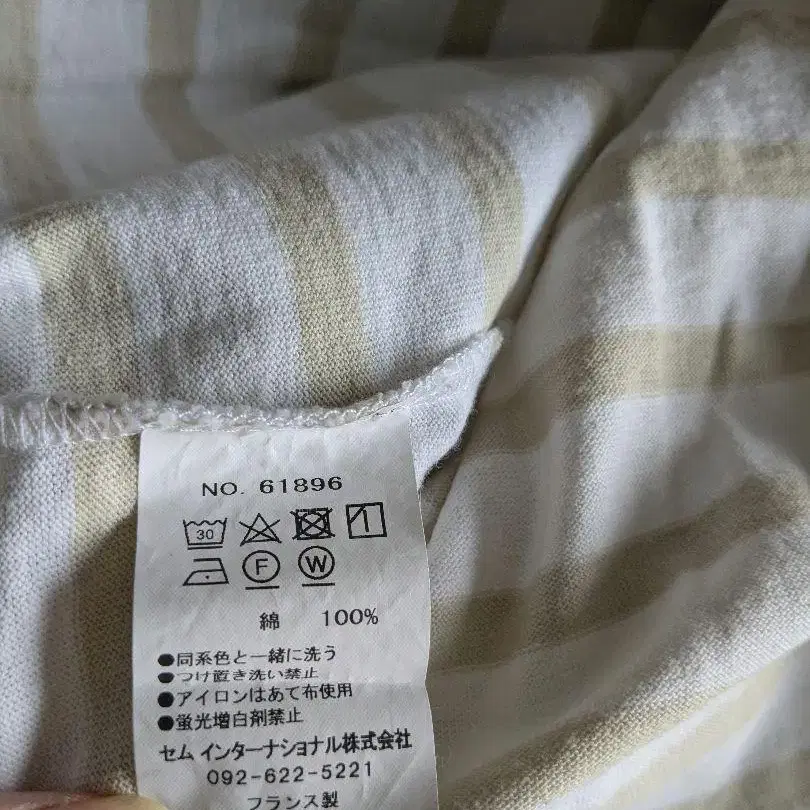 NO. 61896
30
F W
綿 100%
●同系色と一緒に洗う
●つけ置き洗い禁止
●アイロンはあて布使用
●蛍光増白剤禁止
セム インターナショナル株式会社
092-622-5221
フランス製